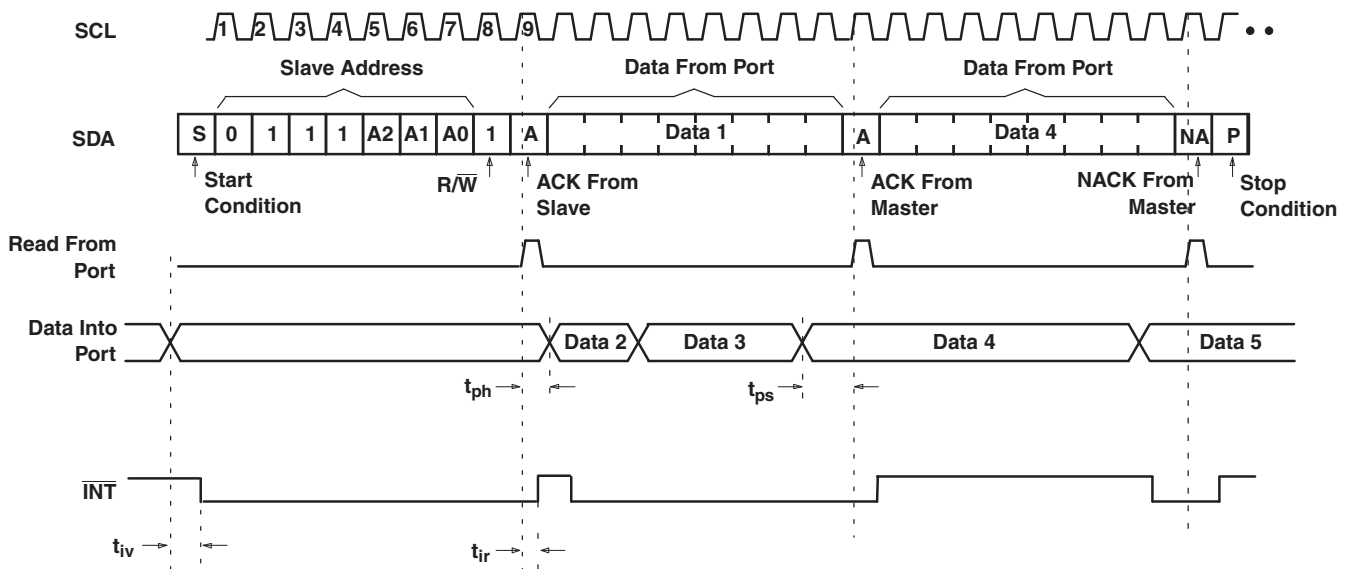 SCL 1 2 3 4 5 6 7 8 9
Slave Address Data From Port Data From Port
SDA S 0 1 1 1 A2 A1 A0 1 A Data 1 A Data 4 NA P
Start Condition
R/W̅
ACK From Slave
ACK From Master
NACK From Master
Stop Condition
Read From Port
Data Into Port
Data 2 Data 3 Data 4 Data 5
tph tps
I̅N̅T̅
tiv tir